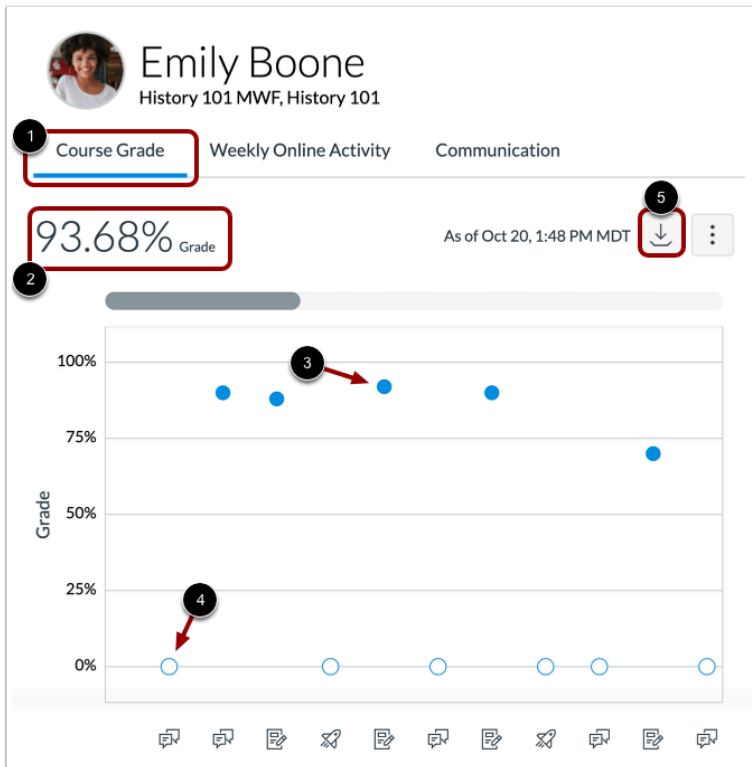 Emily Boone
History 101 MWF, History 101
1
Course Grade Weekly Online Activity Communication
5
93.68% Grade As of Oct 20, 1:48 PM MDT
2
3
100%
75%
Grade
50%
25%
4
0%